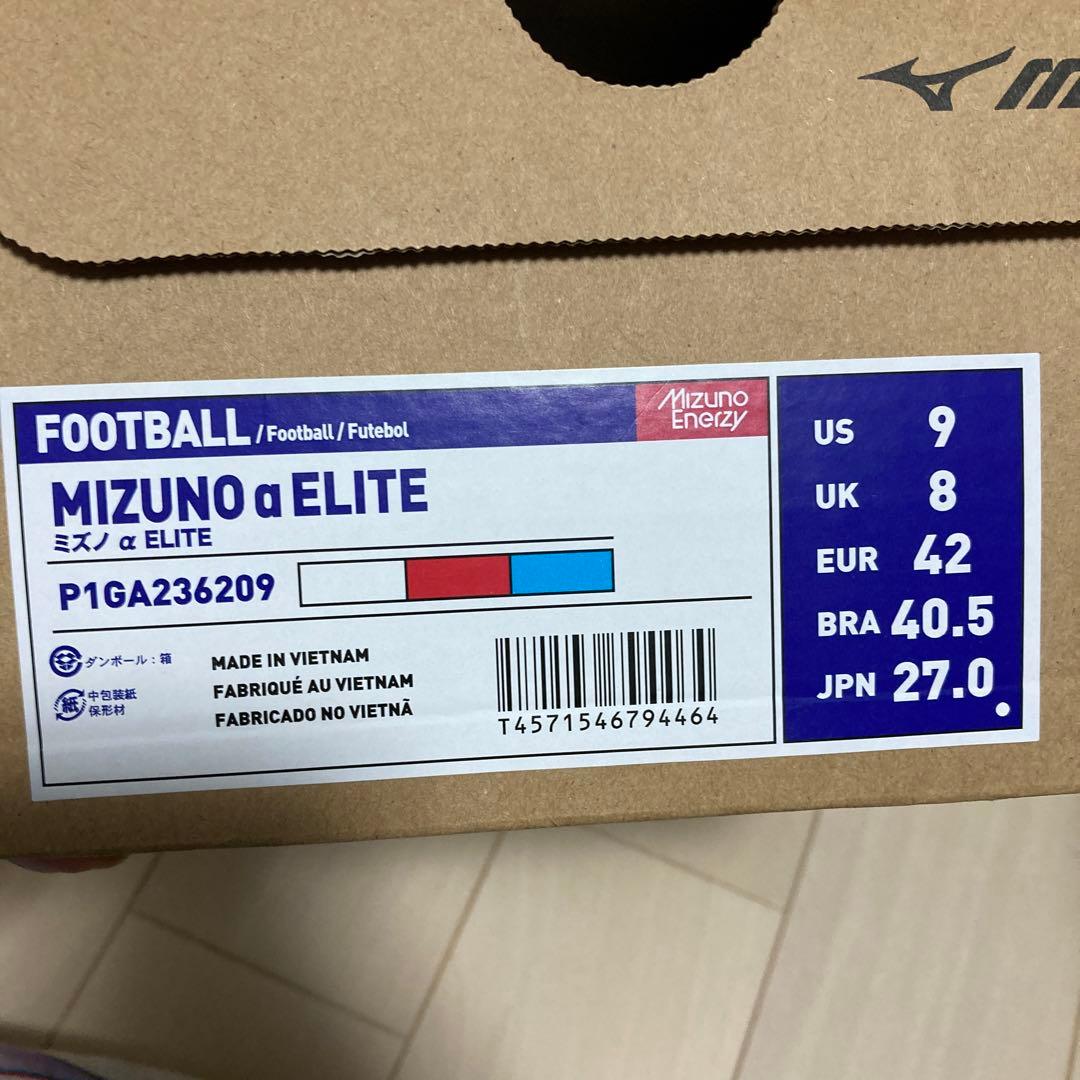 FOOTBALL / Football / Futebol
Mizuno
Enerzy
MIZUNO α ELITE
ミズノ α ELITE
P1GA236209
ダンボール：箱
紙
中包装紙
保形材
MADE IN VIETNAM
FABRIQUÉ AU VIETNAM
FABRICADO NO VIETNÃ
T4571546794464
US 9
UK 8
EUR 42
BRA 40.5
JPN 27.0